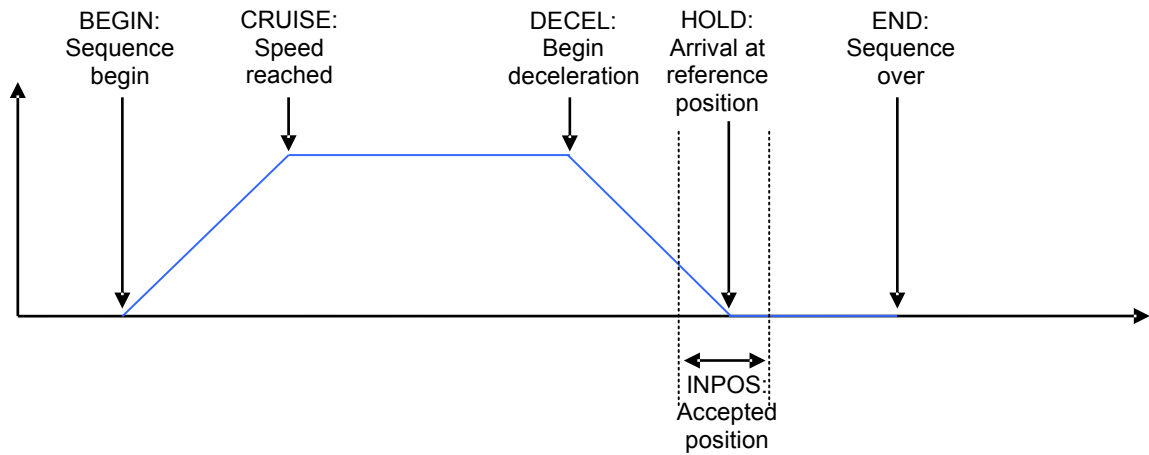 BEGIN:
Sequence
begin
CRUISE:
Speed
reached
DECEL:
Begin
deceleration
HOLD:
Arrival at
reference
position
END:
Sequence
over
INPOS:
Accepted
position